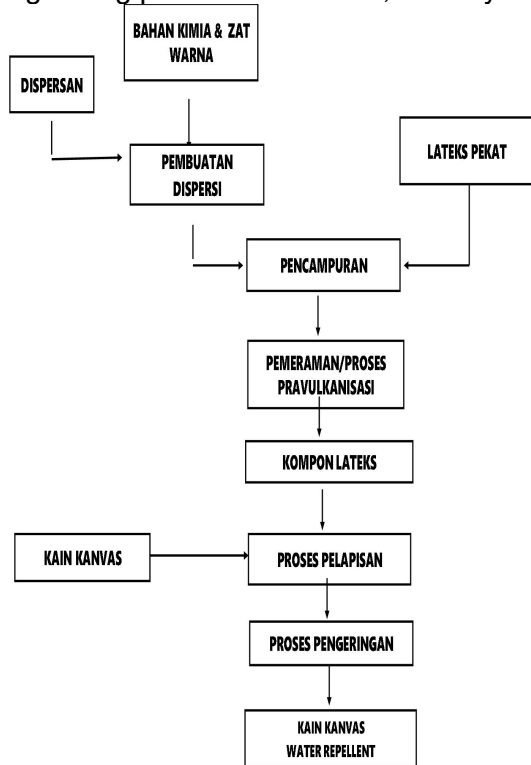 BAHAN KIMIA & ZAT
WARNA
DISPERSAN
PEMBUATAN
DISPERSI
LATEKS PEKAT
PENCAMPURAN
PEMERAMAN/PROSES
PRAVULKANISASI
KOMPON LATEKS
KAIN KANVAS
PROSES PELAPISAN
PROSES PENGERINGAN
KAIN KANVAS
WATER REPELLENT